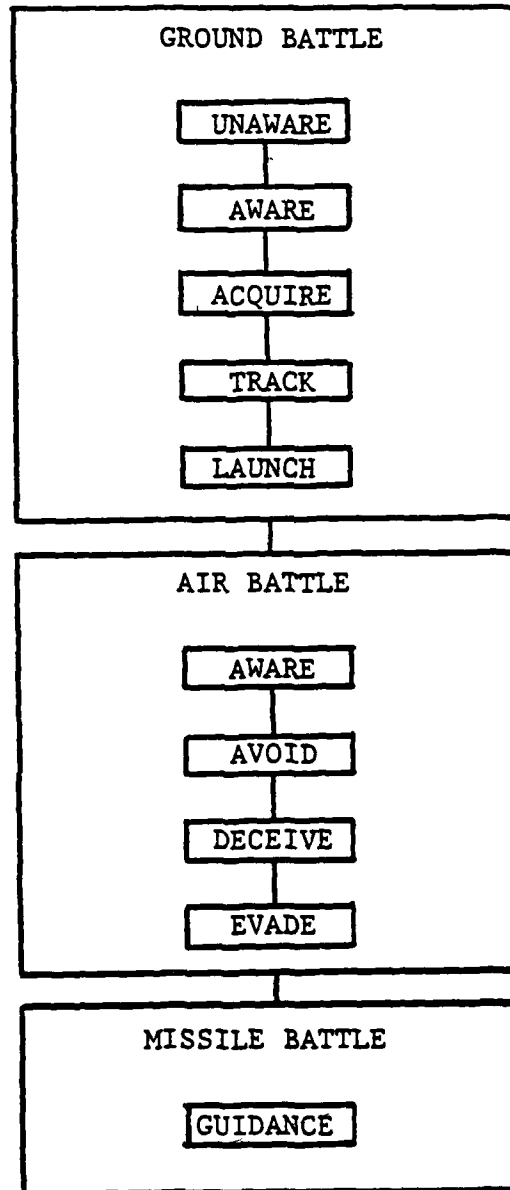 GROUND BATTLE
UNAWARE
AWARE
ACQUIRE
TRACK
LAUNCH
AIR BATTLE
AWARE
AVOID
DECEIVE
EVADE
MISSILE BATTLE
GUIDANCE